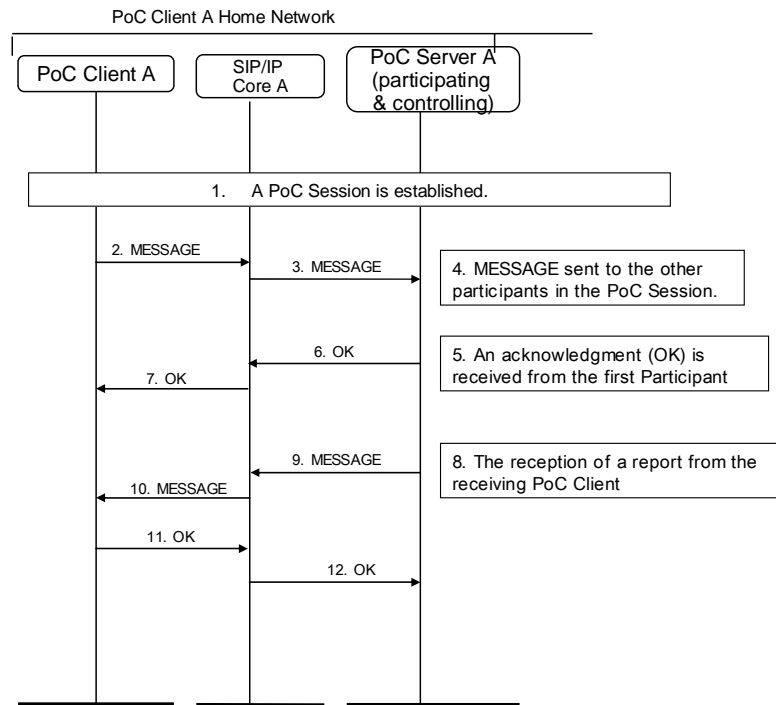 PoC Client A Home Network
PoC Client A
SIP/IP
Core A
PoC Server A
(participating
& controlling)
1. A PoC Session is established.
2. MESSAGE
3. MESSAGE
4. MESSAGE sent to the other
participants in the PoC Session.
6. OK
5. An acknowledgment (OK) is
received from the first Participant
7. OK
9. MESSAGE
8. The reception of a report from the
receiving PoC Client
10. MESSAGE
11. OK
12. OK